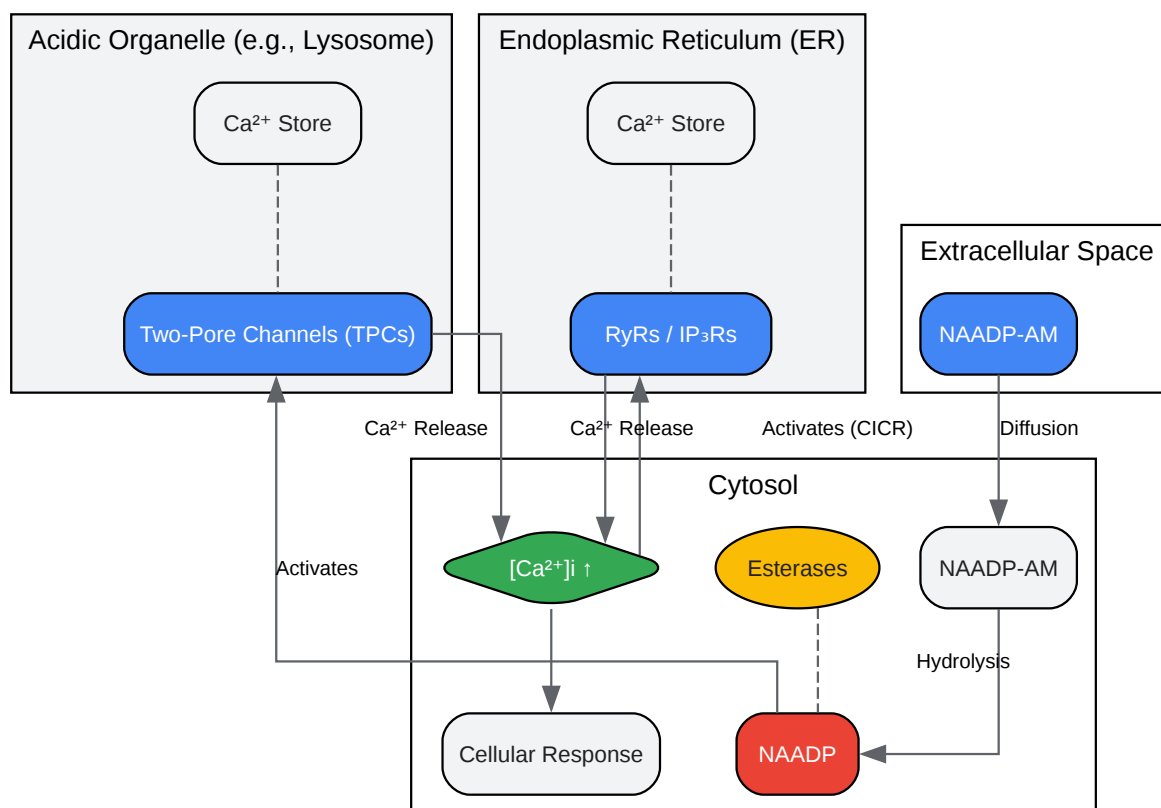 Acidic Organelle (e.g., Lysosome)
Endoplasmic Reticulum (ER)
Ca²⁺ Store
Ca²⁺ Store
Extracellular Space
Two-Pore Channels (TPCs)
RyRs / IP₃Rs
NAADP-AM
Ca²⁺ Release
Ca²⁺ Release
Activates (CICR)
Diffusion
Cytosol
Activates
[Ca²⁺]i ↑
Esterases
NAADP-AM
Hydrolysis
Cellular Response
NAADP